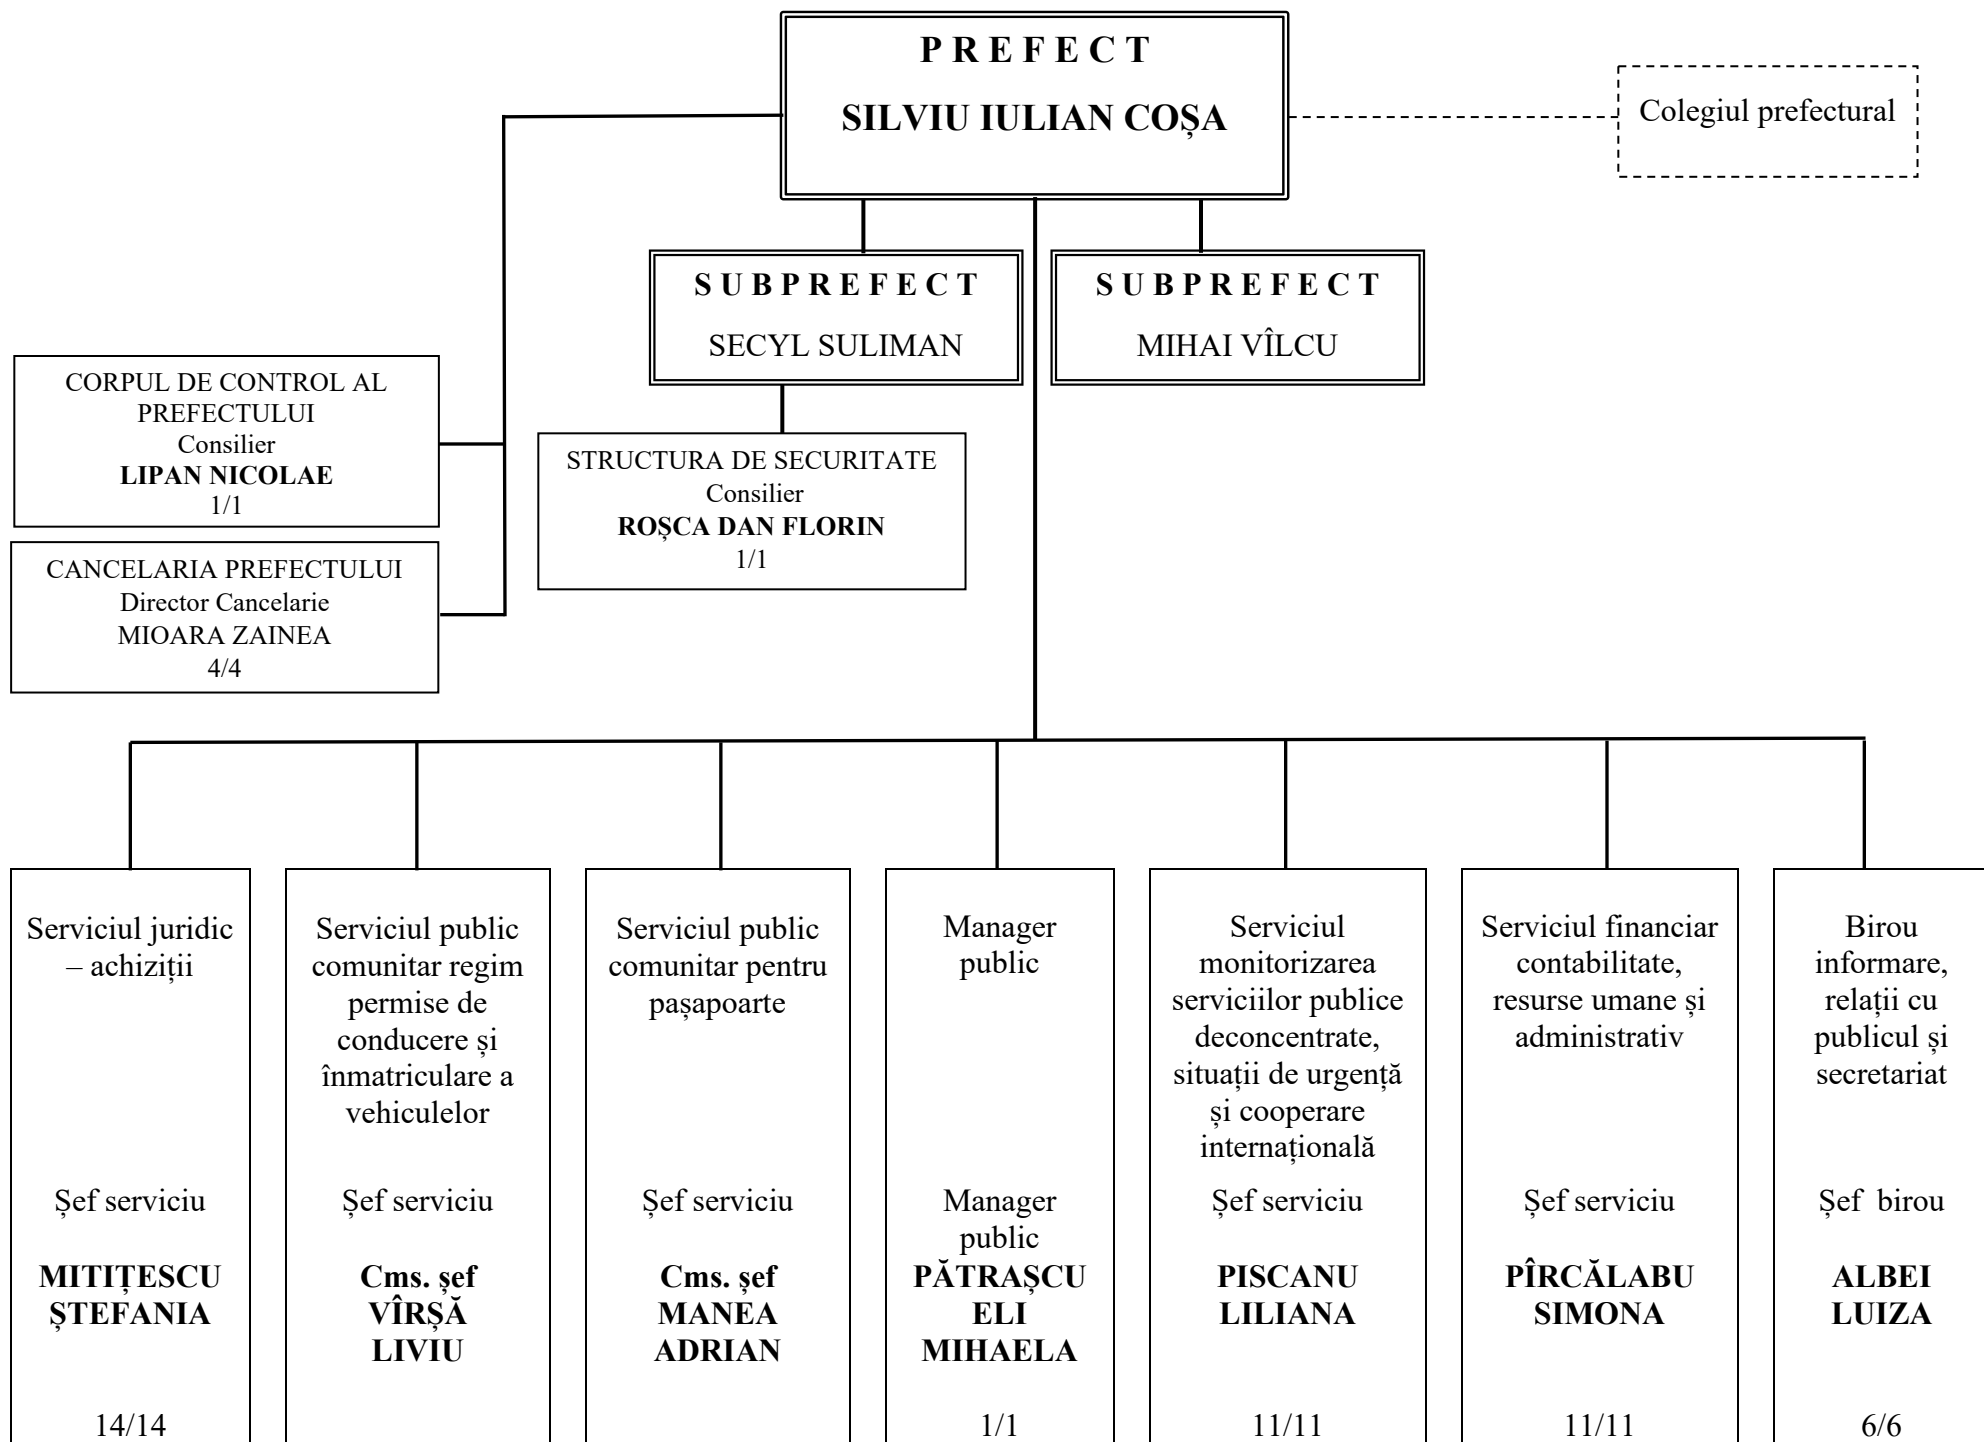 P R E F E C T
SILVIU IULIAN COȘA
Colegiul prefectural
S U B P R E F E C T
SECYL SULIMAN
S U B P R E F E C T
MIHAI VÎLCU
CORPUL DE CONTROL AL
PREFECTULUI
Consilier
LIPAN NICOLAE
1/1
STRUCTURA DE SECURITATE
Consilier
ROȘCA DAN FLORIN
1/1
CANCELARIA PREFECTULUI
Director Cancelarie
MIOARA ZAINEA
4/4
Serviciul juridic
– achiziții
Șef serviciu
MITIȚESCU
ȘTEFANIA
14/14
Serviciul public
comunitar regim
permise de
conducere și
înmatriculare a
vehiculelor
Șef serviciu
Cms. șef
VÎRȘĂ
LIVIU
Serviciul public
comunitar pentru
pașapoarte
Șef serviciu
Cms. șef
MANEA
ADRIAN
Manager
public
Manager
public
PĂTRAȘCU
ELI
MIHAELA
1/1
Serviciul
monitorizarea
serviciilor publice
deconcentrate,
situații de urgență
și cooperare
internațională
Șef serviciu
PISCANU
LILIANA
11/11
Serviciul financiar
contabilitate,
resurse umane și
administrativ
Șef serviciu
PÎRCĂLABU
SIMONA
11/11
Birou
informare,
relații cu
publicul și
secretariat
Șef  birou
ALBEI
LUIZA
6/6